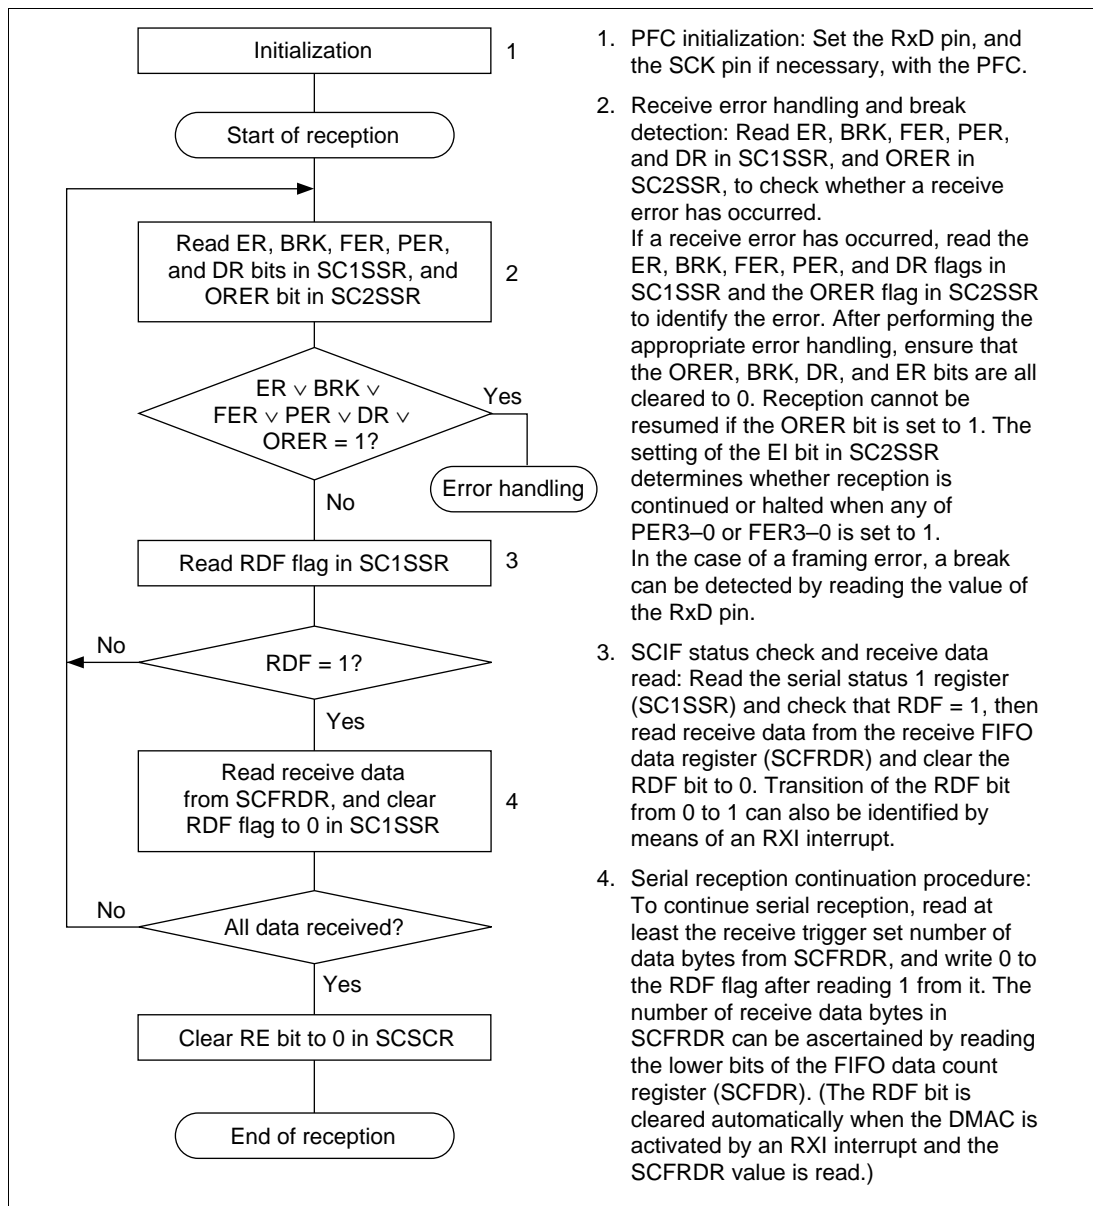 Initialization
1
Start of reception
Read ER, BRK, FER, PER,
and DR bits in SC1SSR, and
ORER bit in SC2SSR
2
ER ∨ BRK ∨
FER ∨ PER ∨ DR ∨
ORER = 1?
Yes
Error handling
No
Read RDF flag in SC1SSR
3
No
RDF = 1?
Yes
Read receive data
from SCFRDR, and clear
RDF flag to 0 in SC1SSR
4
No
All data received?
Yes
Clear RE bit to 0 in SCSCR
End of reception
1. PFC initialization: Set the RxD pin, and
the SCK pin if necessary, with the PFC.
2. Receive error handling and break
detection: Read ER, BRK, FER, PER,
and DR in SC1SSR, and ORER in
SC2SSR, to check whether a receive
error has occurred.
If a receive error has occurred, read the
ER, BRK, FER, PER, and DR flags in
SC1SSR and the ORER flag in SC2SSR
to identify the error. After performing the
appropriate error handling, ensure that
the ORER, BRK, DR, and ER bits are all
cleared to 0. Reception cannot be
resumed if the ORER bit is set to 1. The
setting of the EI bit in SC2SSR
determines whether reception is
continued or halted when any of
PER3–0 or FER3–0 is set to 1.
In the case of a framing error, a break
can be detected by reading the value of
the RxD pin.
3. SCIF status check and receive data
read: Read the serial status 1 register
(SC1SSR) and check that RDF = 1, then
read receive data from the receive FIFO
data register (SCFRDR) and clear the
RDF bit to 0. Transition of the RDF bit
from 0 to 1 can also be identified by
means of an RXI interrupt.
4. Serial reception continuation procedure:
To continue serial reception, read at
least the receive trigger set number of
data bytes from SCFRDR, and write 0 to
the RDF flag after reading 1 from it. The
number of receive data bytes in
SCFRDR can be ascertained by reading
the lower bits of the FIFO data count
register (SCFDR). (The RDF bit is
cleared automatically when the DMAC is
activated by an RXI interrupt and the
SCFRDR value is read.)